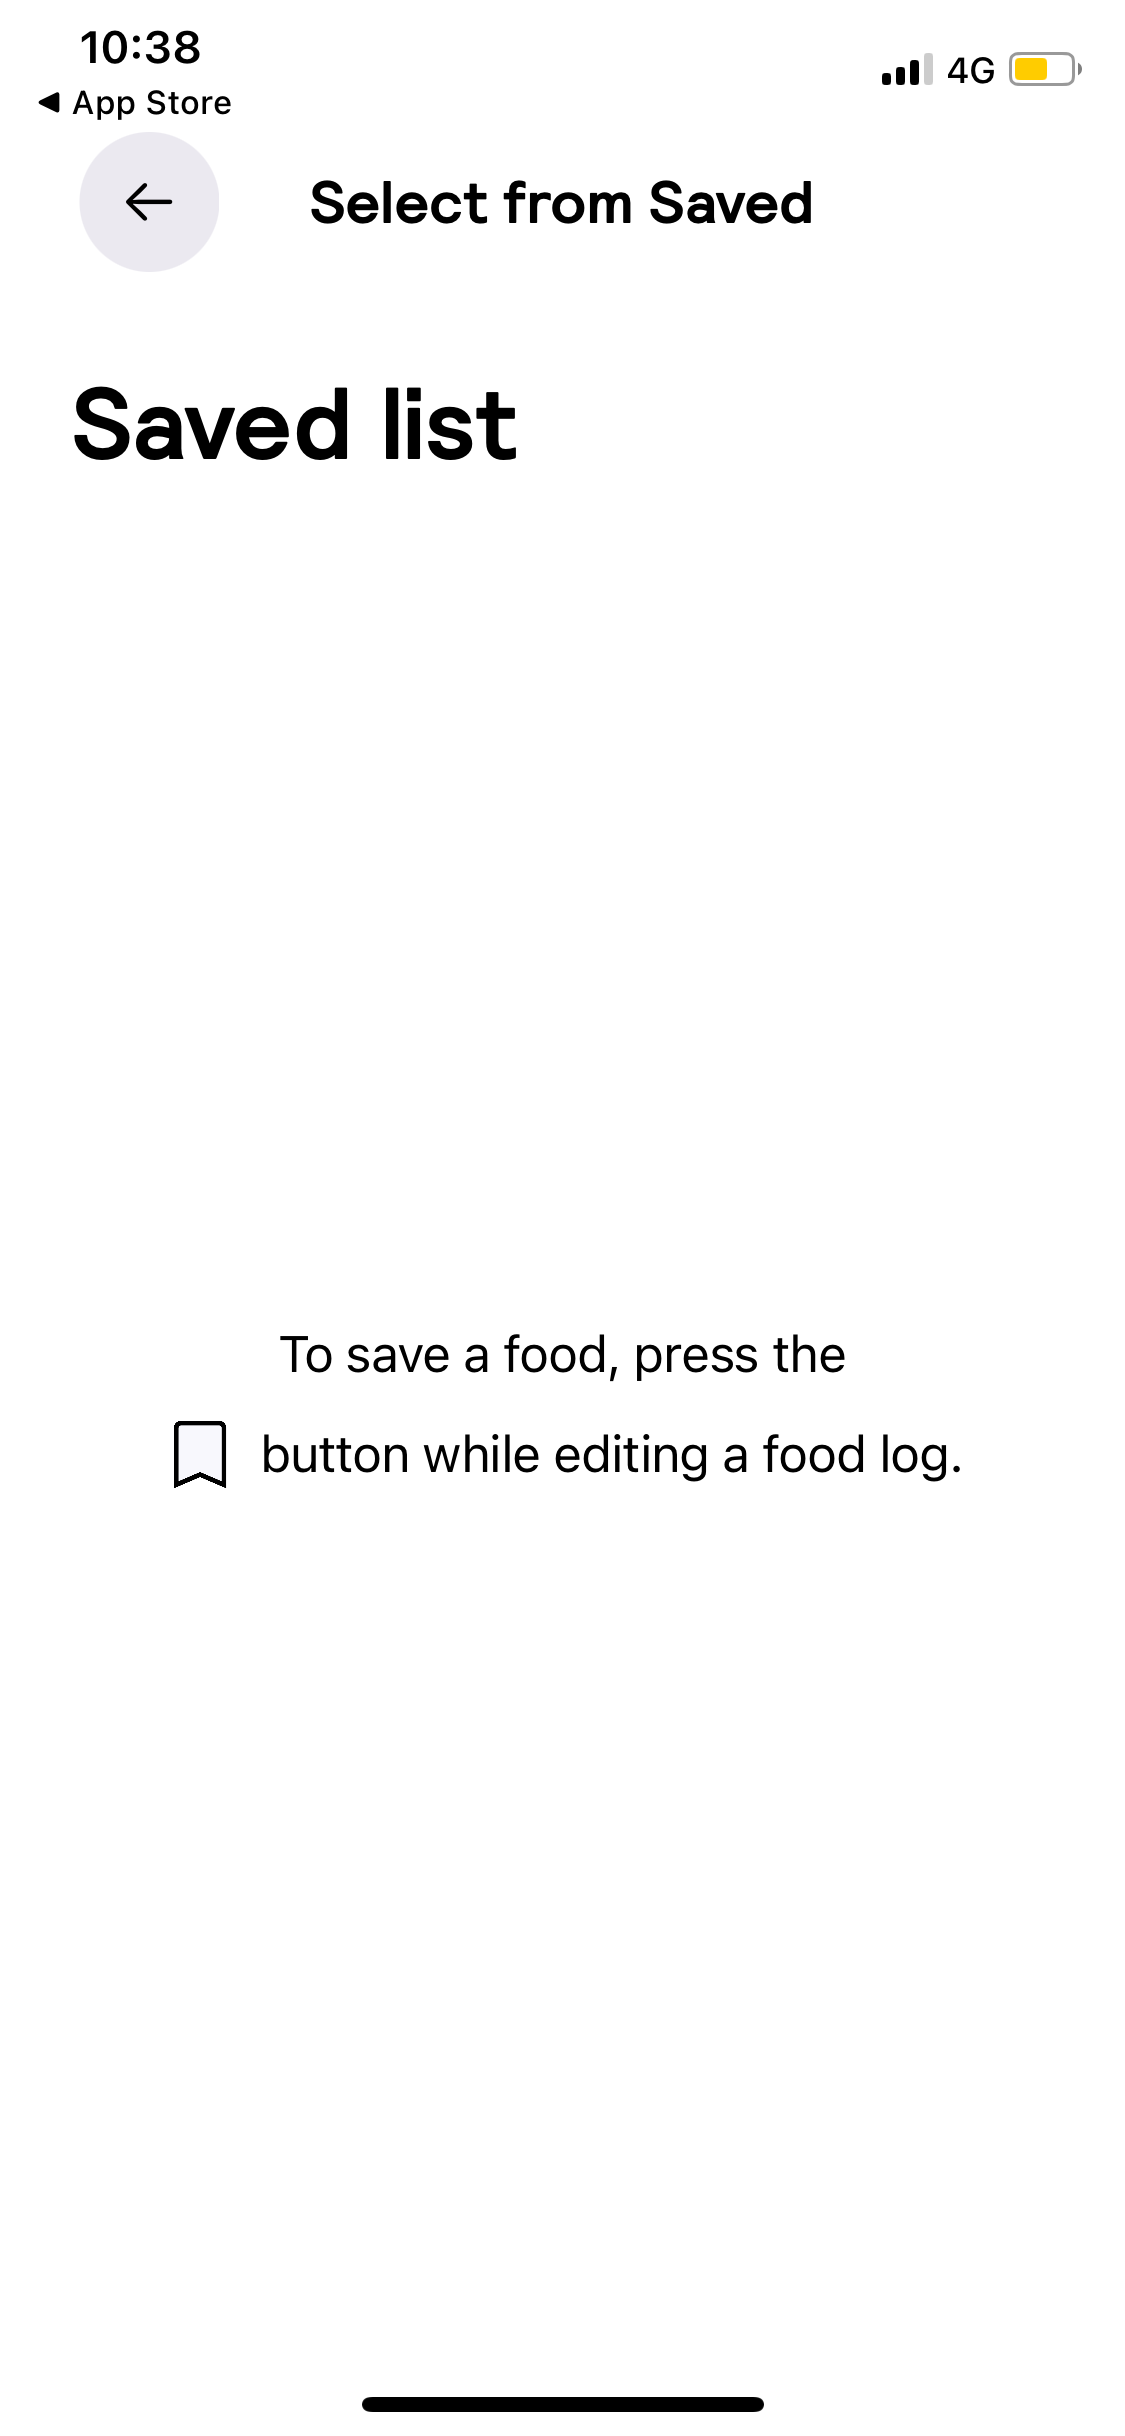 10:38
App Store
4G
Select from Saved
Saved list
To save a food, press the
button while editing a food log.